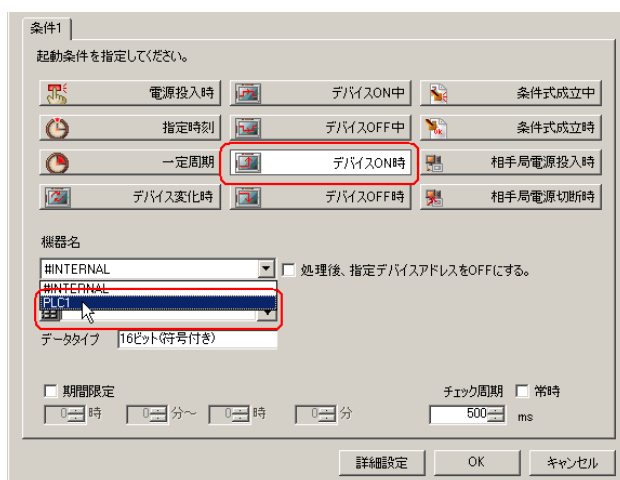 条件1
起動条件を指定してください。
電源投入時 デバイスON中 条件式成立中
指定時刻 デバイスOFF中 条件式成立時
一定周期 デバイスON時 相手局電源投入時
デバイス変化時 デバイスOFF時 相手局電源切断時
機器名
#INTERNAL 処理後、指定デバイスアドレスをOFFにする。
#INTERNAL
PLC1
データタイプ 16ビット(符号付き)
期間限定 チェック周期 常時
0 時 0 分～ 0 時 0 分 500 ms
詳細設定 OK キャンセル